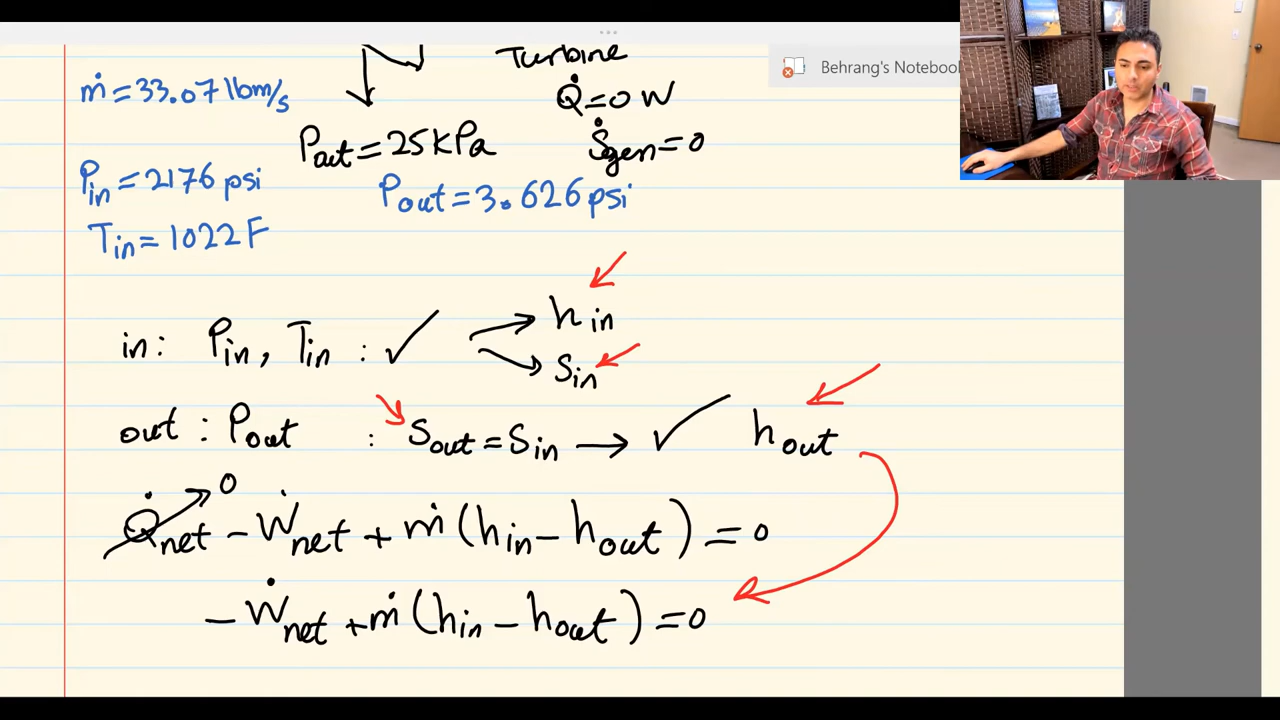 Turbine
Behrang's Notebook
ṁ = 33.07 lbm/s
Q̇ = 0 W
Pout = 25 kPa
Ṡgen = 0
Pin = 2176 psi
Pout = 3.626 psi
Tin = 1022 F
in: Pin, Tin : ✓ → hin
→ sin
out: Pout : sout = sin → ✓ hout
0
Q̇net − Ẇnet + ṁ(hin − hout) = 0
− Ẇnet + ṁ(hin − hout) = 0